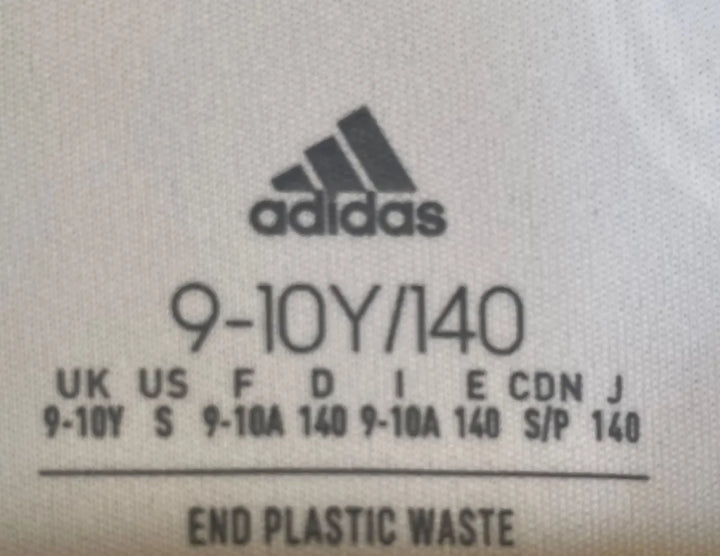 adidas
9-10Y/140
UK US F D I E CDN J
9-10Y S 9-10A 140 9-10A 140 S/P 140
END PLASTIC WASTE